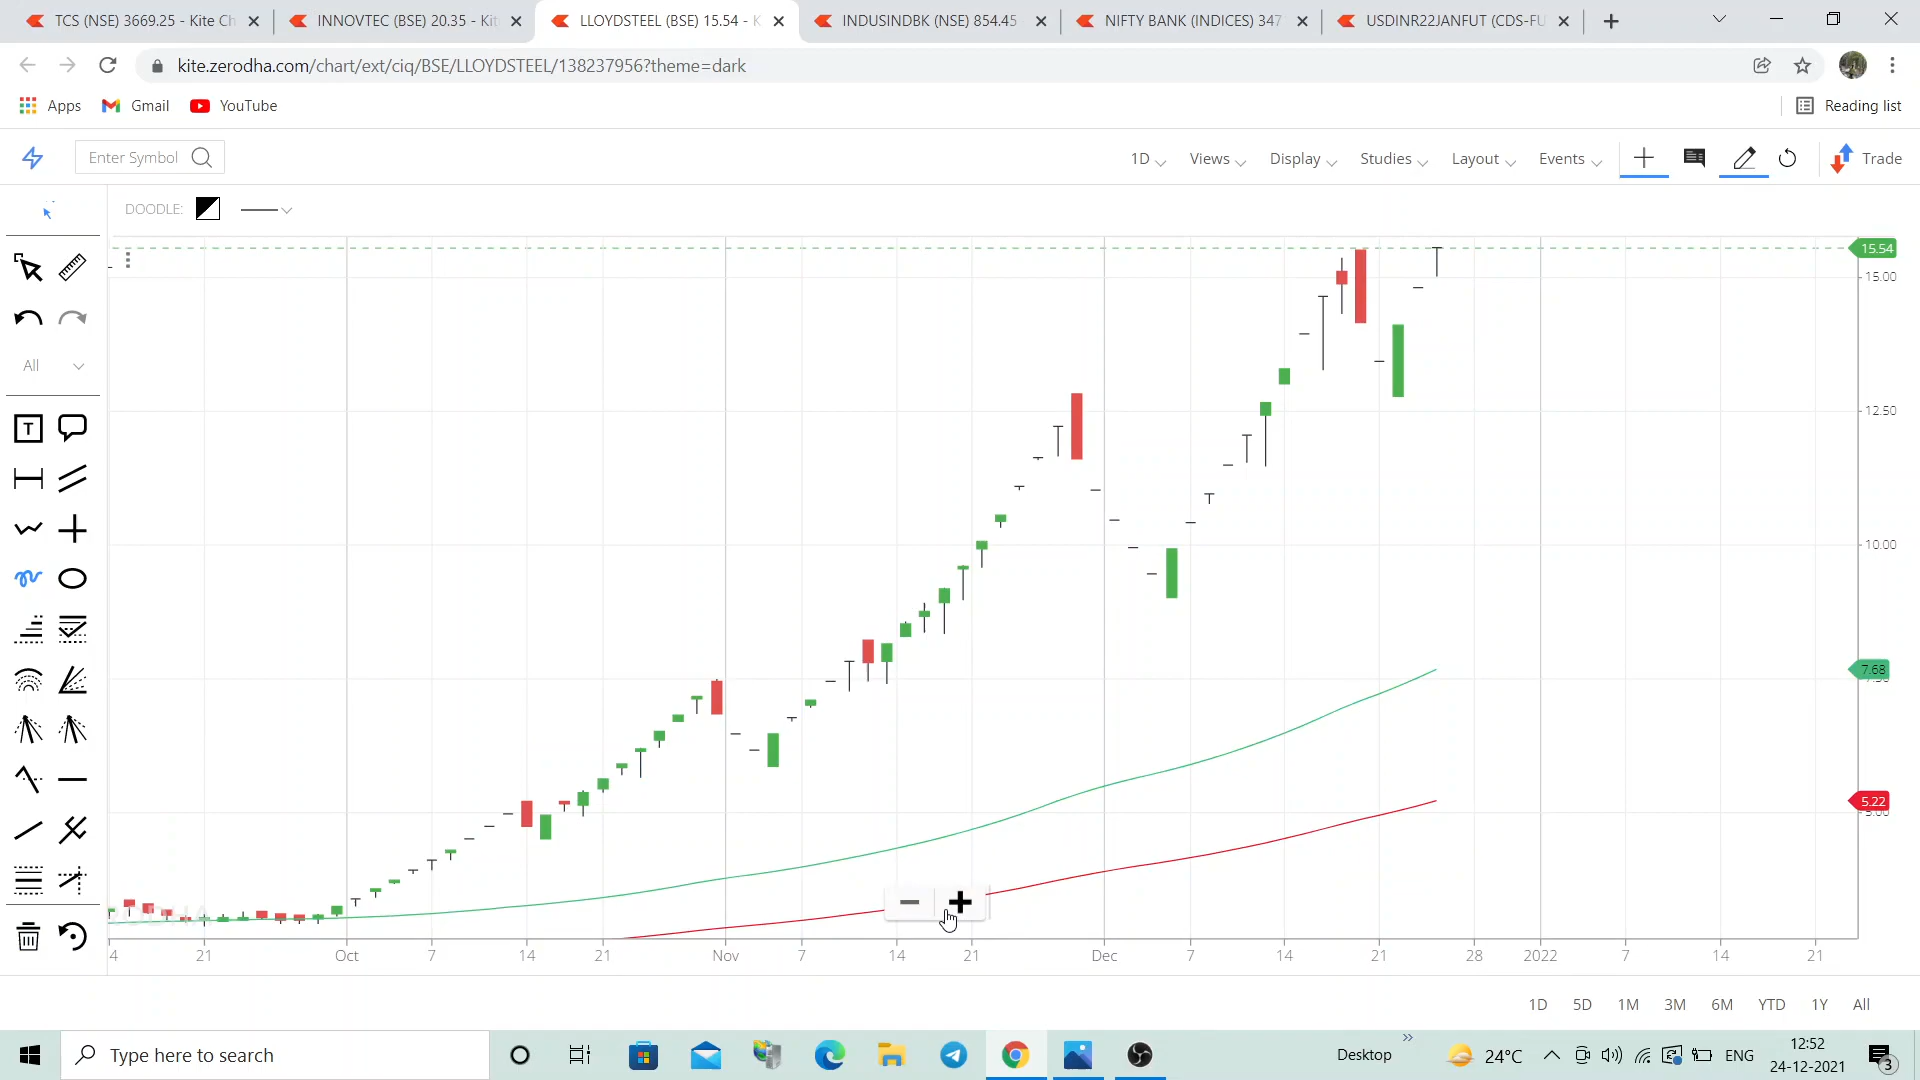 TCS (NSE) 3669.25 - Kite Ch
INNOVTEC (BSE) 20.35 - Kit
LLOYDSTEEL (BSE) 15.54 - K
INDUSINDBK (NSE) 854.45
NIFTY BANK (INDICES) 347
USDINR22JANFUT (CDS-FU
kite.zerodha.com/chart/ext/ciq/BSE/LLOYDSTEEL/138237956?theme=dark
Apps
Gmail
YouTube
Reading list
Enter Symbol
1D
Views
Display
Studies
Layout
Events
Trade
DOODLE:
All
T
15.54
15.00
12.50
10.00
7.68
5.22
5.00
4
21
Oct
7
14
21
Nov
7
14
21
Dec
7
14
21
28
2022
7
14
21
1D
5D
1M
3M
6M
YTD
1Y
All
Type here to search
Desktop
24°C
ENG
12:52
24-12-2021
3